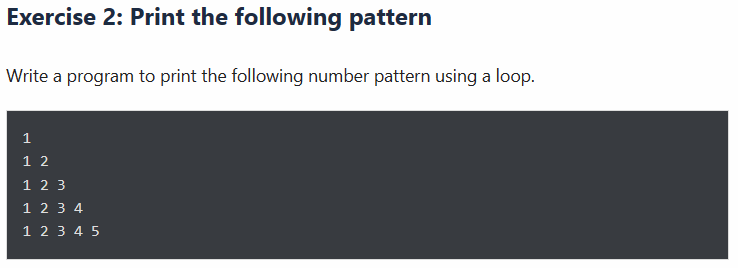 Exercise 2: Print the following pattern
Write a program to print the following number pattern using a loop.
1
1 2
1 2 3
1 2 3 4
1 2 3 4 5